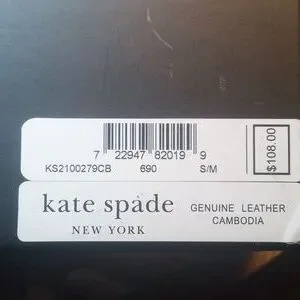 7 22947 82019 9
KS2100279CB 690 S/M
$108.00
kate spade
NEW YORK
GENUINE LEATHER
CAMBODIA